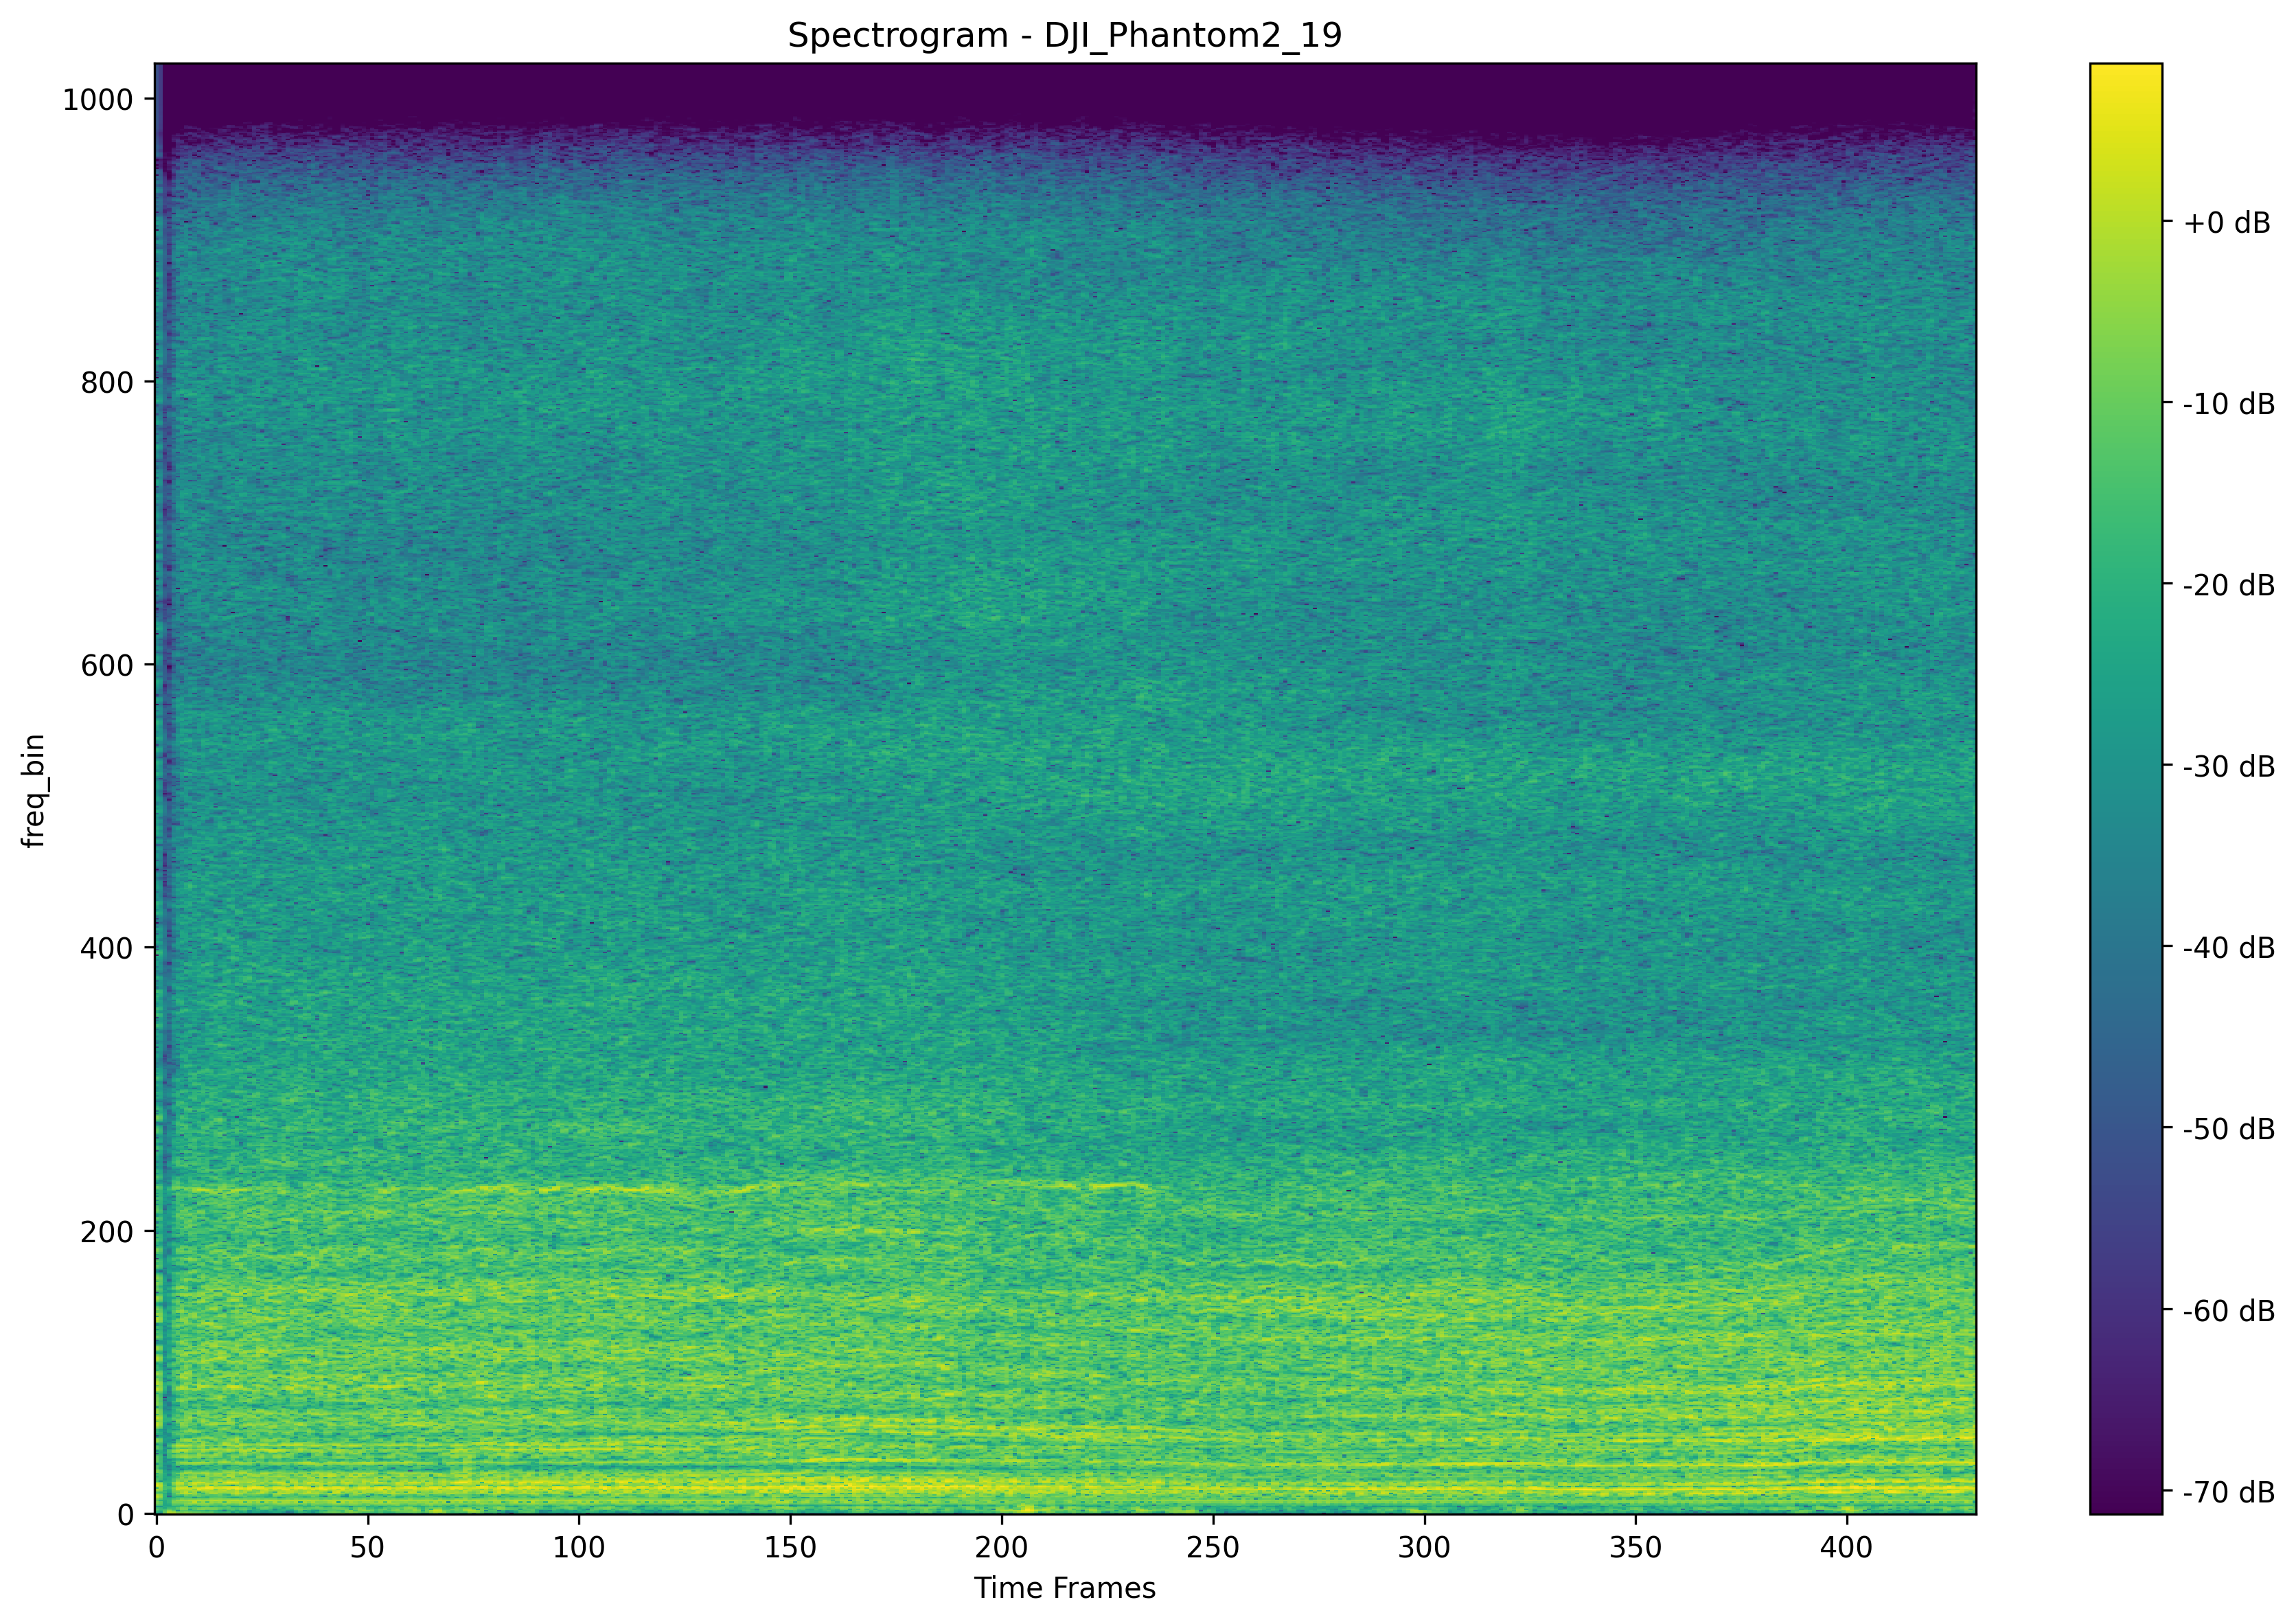 Spectrogram - DJI_Phantom2_19
1000
800
600
400
200
0
freq_bin
0 50 100 150 200 250 300 350 400
Time Frames
+0 dB
-10 dB
-20 dB
-30 dB
-40 dB
-50 dB
-60 dB
-70 dB